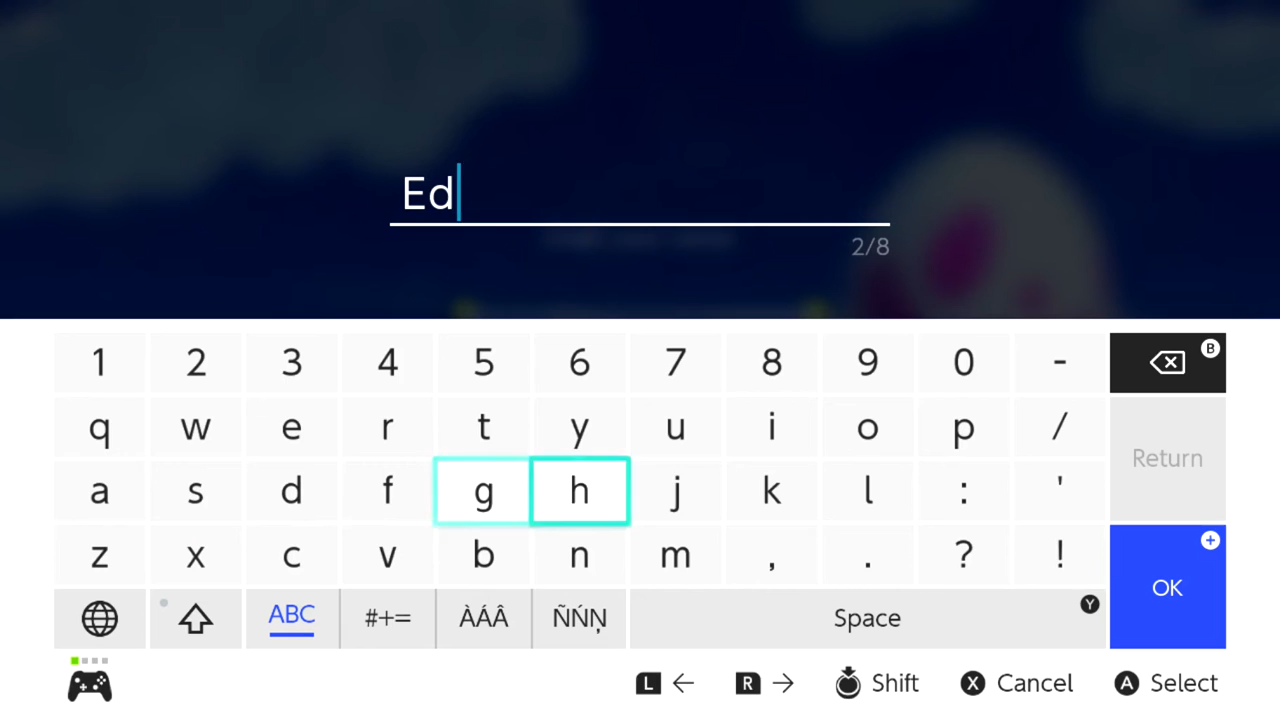 Ed
2/8
1 2 3 4 5 6 7 8 9 0 - B
q w e r t y u i o p / Return
a s d f g h j k l : '
z x c v b n m , . ? ! + OK
ABC #+= ÀÁÂ ÑŃŅ Space Y
L ← R → Shift X Cancel A Select